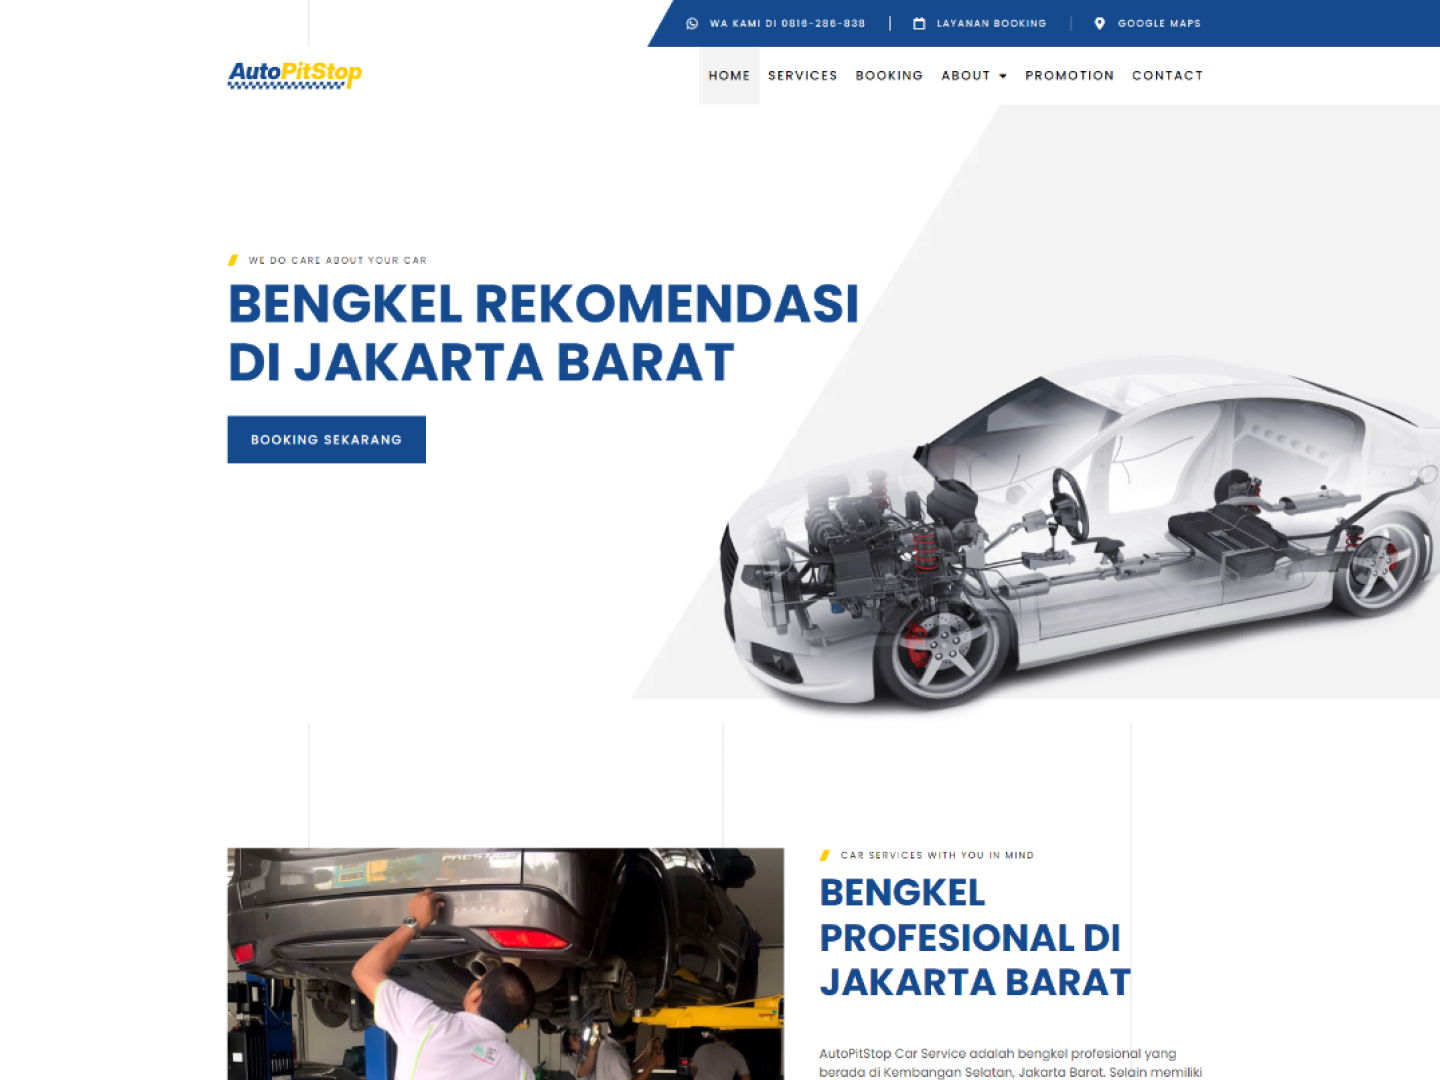 WA KAMI DI 0816-286-838
LAYANAN BOOKING
GOOGLE MAPS
AutoPitStop
HOME
SERVICES
BOOKING
ABOUT
PROMOTION
CONTACT
WE DO CARE ABOUT YOUR CAR
BENGKEL REKOMENDASI
DI JAKARTA BARAT
BOOKING SEKARANG
PRESTIGE
CAR SERVICES WITH YOU IN MIND
BENGKEL
PROFESIONAL DI
JAKARTA BARAT
AutoPitStop Car Service adalah bengkel profesional yang
berada di Kembangan Selatan, Jakarta Barat. Selain memiliki